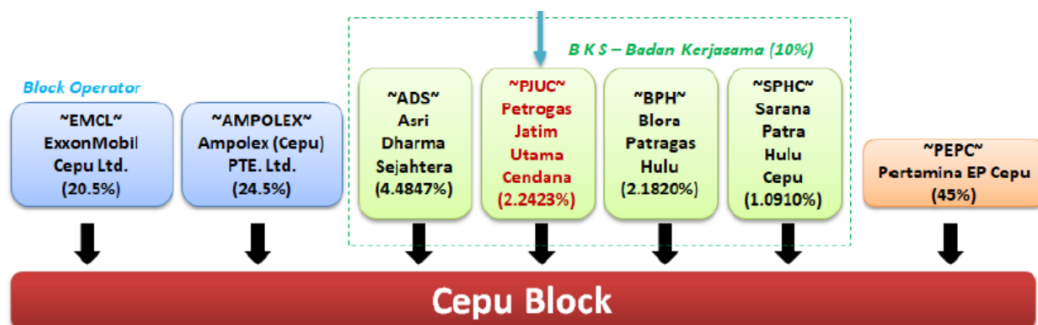 B K S – Badan Kerjasama (10%)
Block Operator
~EMCL~
ExxonMobil
Cepu Ltd.
(20.5%)
~AMPOLEX~
Ampolex (Cepu)
PTE. Ltd.
(24.5%)
~ADS~
Asri
Dharma
Sejahtera
(4.4847%)
~PJUC~
Petrogas
Jatim
Utama
Cendana
(2.2423%)
~BPH~
Blora
Patragas
Hulu
(2.1820%)
~SPHC~
Sarana
Patra
Hulu
Cepu
(1.0910%)
~PEPC~
Pertamina EP Cepu
(45%)
Cepu Block